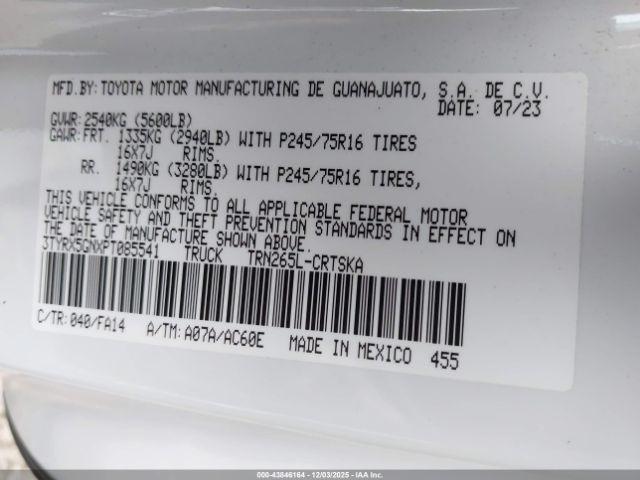 MFD.BY:TOYOTA MOTOR MANUFACTURING DE GUANAJUATO, S.A. DE C.V.
DATE: 07/23
GVWR:2540KG (5600LB)
GAWR:FRT. 1335KG (2940LB) WITH P245/75R16 TIRES
16X7J RIMS.
RR. 1490KG (3280LB) WITH P245/75R16 TIRES,
16X7J RIMS.
THIS VEHICLE CONFORMS TO ALL APPLICABLE FEDERAL MOTOR
VEHICLE SAFETY AND THEFT PREVENTION STANDARDS IN EFFECT ON
THE DATE OF MANUFACTURE SHOWN ABOVE.
3TYRX5GNXPT085541 TRUCK TRN265L-CRTSKA
C/TR:040/FA14 A/TM:A07A/AC60E MADE IN MEXICO 455
000-43846164 - 12/03/2025 - IAAI.COM